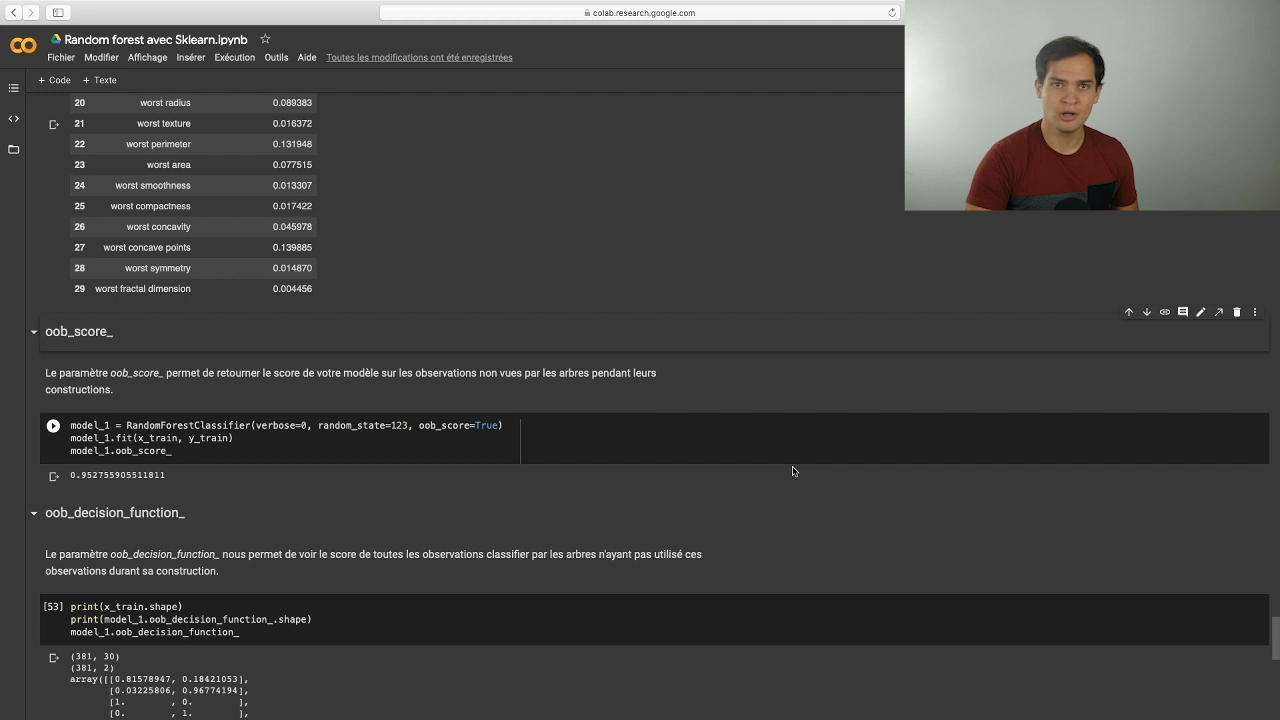 colab.research.google.com
Random forest avec Sklearn.ipynb
Fichier Modifier Affichage Insérer Exécution Outils Aide Toutes les modifications ont été enregistrées
+ Code + Texte
20 worst radius 0.089383
21 worst texture 0.016372
22 worst perimeter 0.131948
23 worst area 0.077515
24 worst smoothness 0.013307
25 worst compactness 0.017422
26 worst concavity 0.045978
27 worst concave points 0.139885
28 worst symmetry 0.014870
29 worst fractal dimension 0.004456
oob_score_
Le paramètre oob_score_ permet de retourner le score de votre modèle sur les observations non vues par les arbres pendant leurs
constructions.
model_1 = RandomForestClassifier(verbose=0, random_state=123, oob_score=True)
model_1.fit(x_train, y_train)
model_1.oob_score_
0.952755905511811
oob_decision_function_
Le paramètre oob_decision_function_ nous permet de voir le score de toutes les observations classifier par les arbres n'ayant pas utilisé ces
observations durant sa construction.
[53] print(x_train.shape)
print(model_1.oob_decision_function_.shape)
model_1.oob_decision_function_
(381, 30)
(381, 2)
array([[0.81578947, 0.18421053],
[0.03225806, 0.96774194],
[1. , 0. ],
[0. , 1. ],